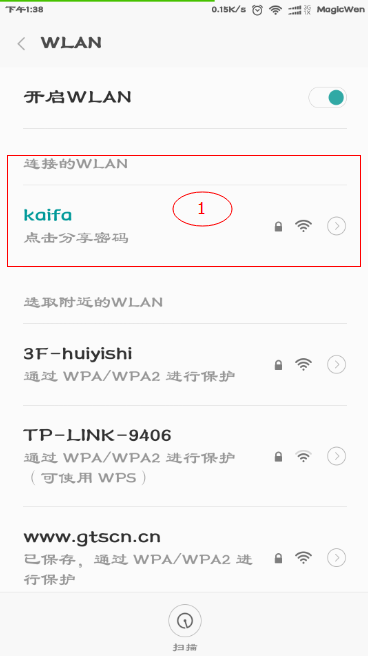 下午1:38 0.15K/s 2G 1X MagicWen
WLAN
开启WLAN
连接的WLAN
kaifa
点击分享密码
1
选取附近的WLAN
3F-huiyishi
通过 WPA/WPA2 进行保护
TP-LINK-9406
通过 WPA/WPA2 进行保护
（可使用 WPS）
www.gtscn.cn
已保存，通过 WPA/WPA2 进
行保护
扫描